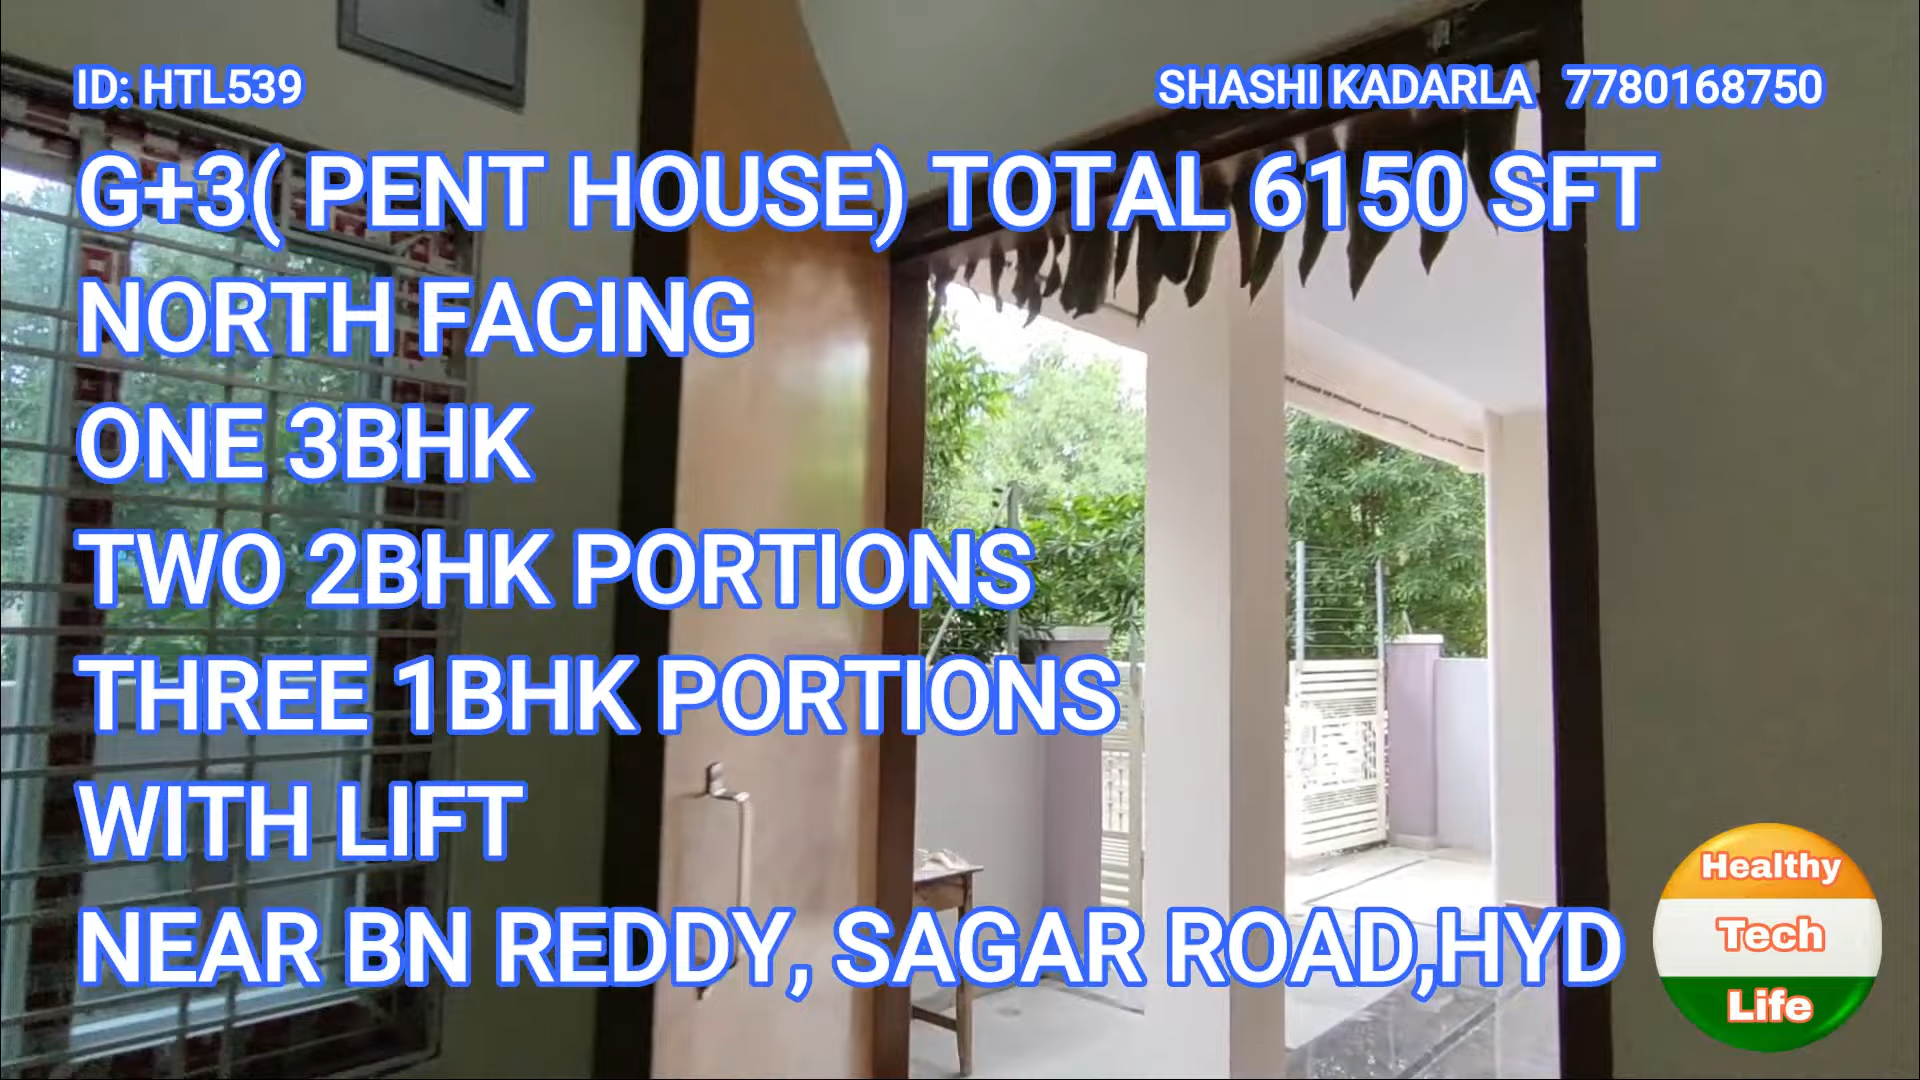 ID: HTL539
SHASHI KADARLA 7780168750
G+3( PENT HOUSE) TOTAL 6150 SFT
NORTH FACING
ONE 3BHK
TWO 2BHK PORTIONS
THREE 1BHK PORTIONS
WITH LIFT
NEAR BN REDDY, SAGAR ROAD,HYD
Healthy
Tech
Life